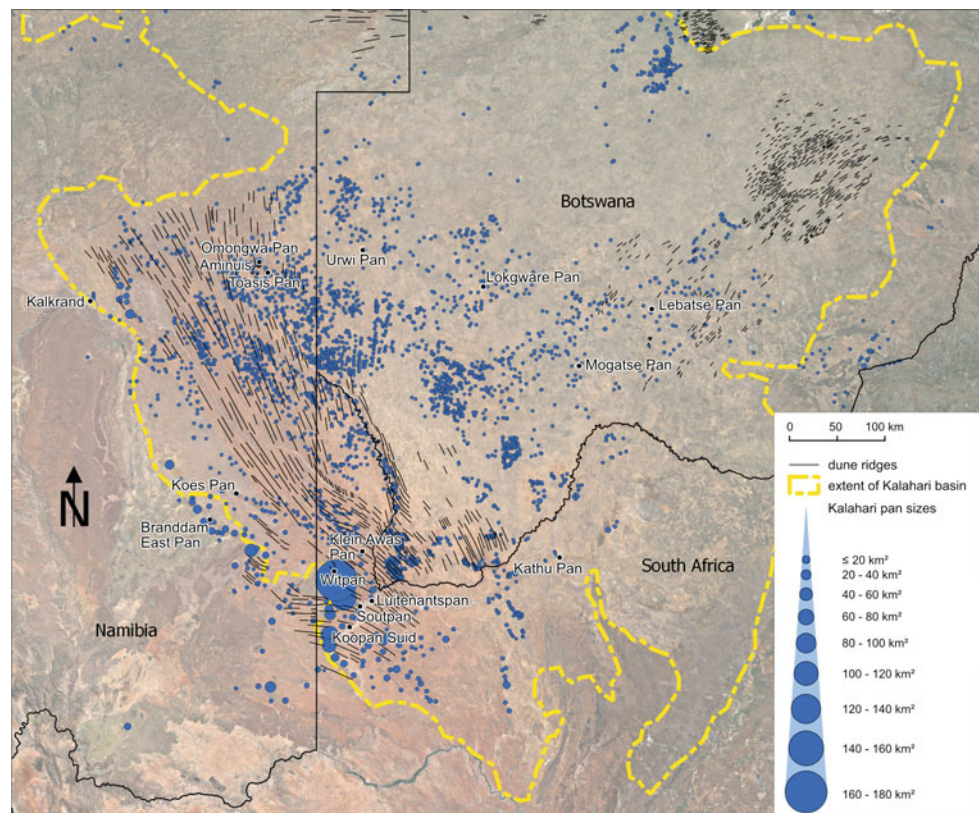 Botswana
Omongwa Pan
Aminuis
Toasis Pan
Urwi Pan
Lokgware Pan
Kalkrand
Lebatse Pan
Mogatse Pan
0 50 100 km
dune ridges
extent of Kalahari basin
Kalahari pan sizes
≤ 20 km²
20 - 40 km²
40 - 60 km²
60 - 80 km²
80 - 100 km²
100 - 120 km²
120 - 140 km²
140 - 160 km²
160 - 180 km²
N
Koës Pan
Branddam
East Pan
Klein Awas
Pan
Witpan
Kathu Pan
South Africa
Luitenantspan
Soutpan
Koopan Suid
Namibia